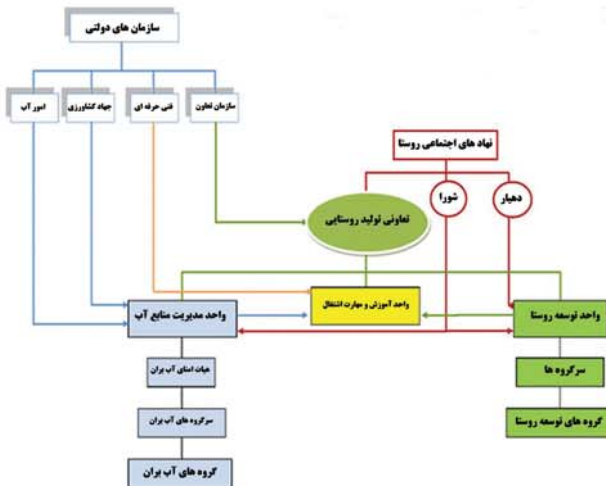 سازمان های دولتی
سازمان تعاون
فنی حرفه ای
جهاد کشاورزی
امور آب
نهاد های اجتماعی روستا
دهیار
شورا
تعاونی تولید روستایی
واحد توسعه روستا
واحد آموزش و مهارت اشتغال
واحد مدیریت منابع آب
سرگروه ها
هیات امنای آب بران
گروه های توسعه روستا
سرگروه های آب بران
گروه های آب بران